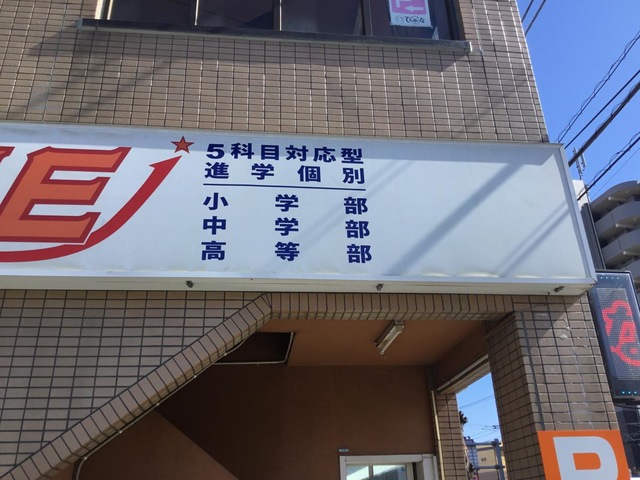 5科目対応型
進学個別
小学部
中学部
高等部